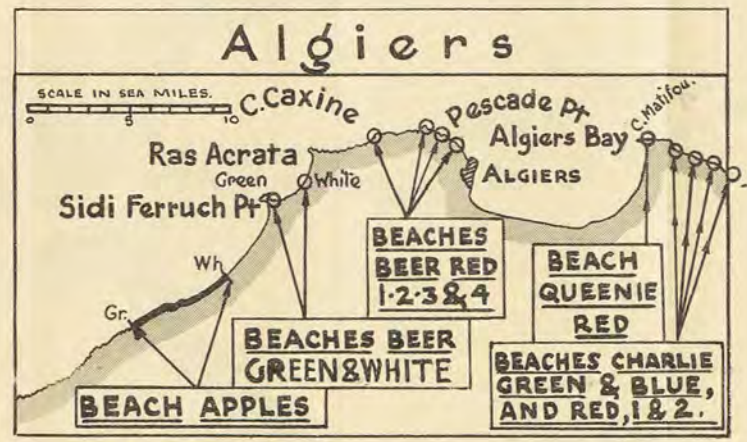 Algiers
SCALE IN SEA MILES.
0 5 10
C. Caxine
Pescade Pt
C. Matifou.
Algiers Bay
Ras Acrata
ALGIERS
Green
White
Sidi Ferruch Pt
Wh
Gr.
BEACHES
BEER RED
1·2·3 & 4
BEACH
QUEENIE
RED
BEACHES BEER
GREEN & WHITE
BEACHES CHARLIE
GREEN & BLUE,
AND RED, 1 & 2.
BEACH APPLES